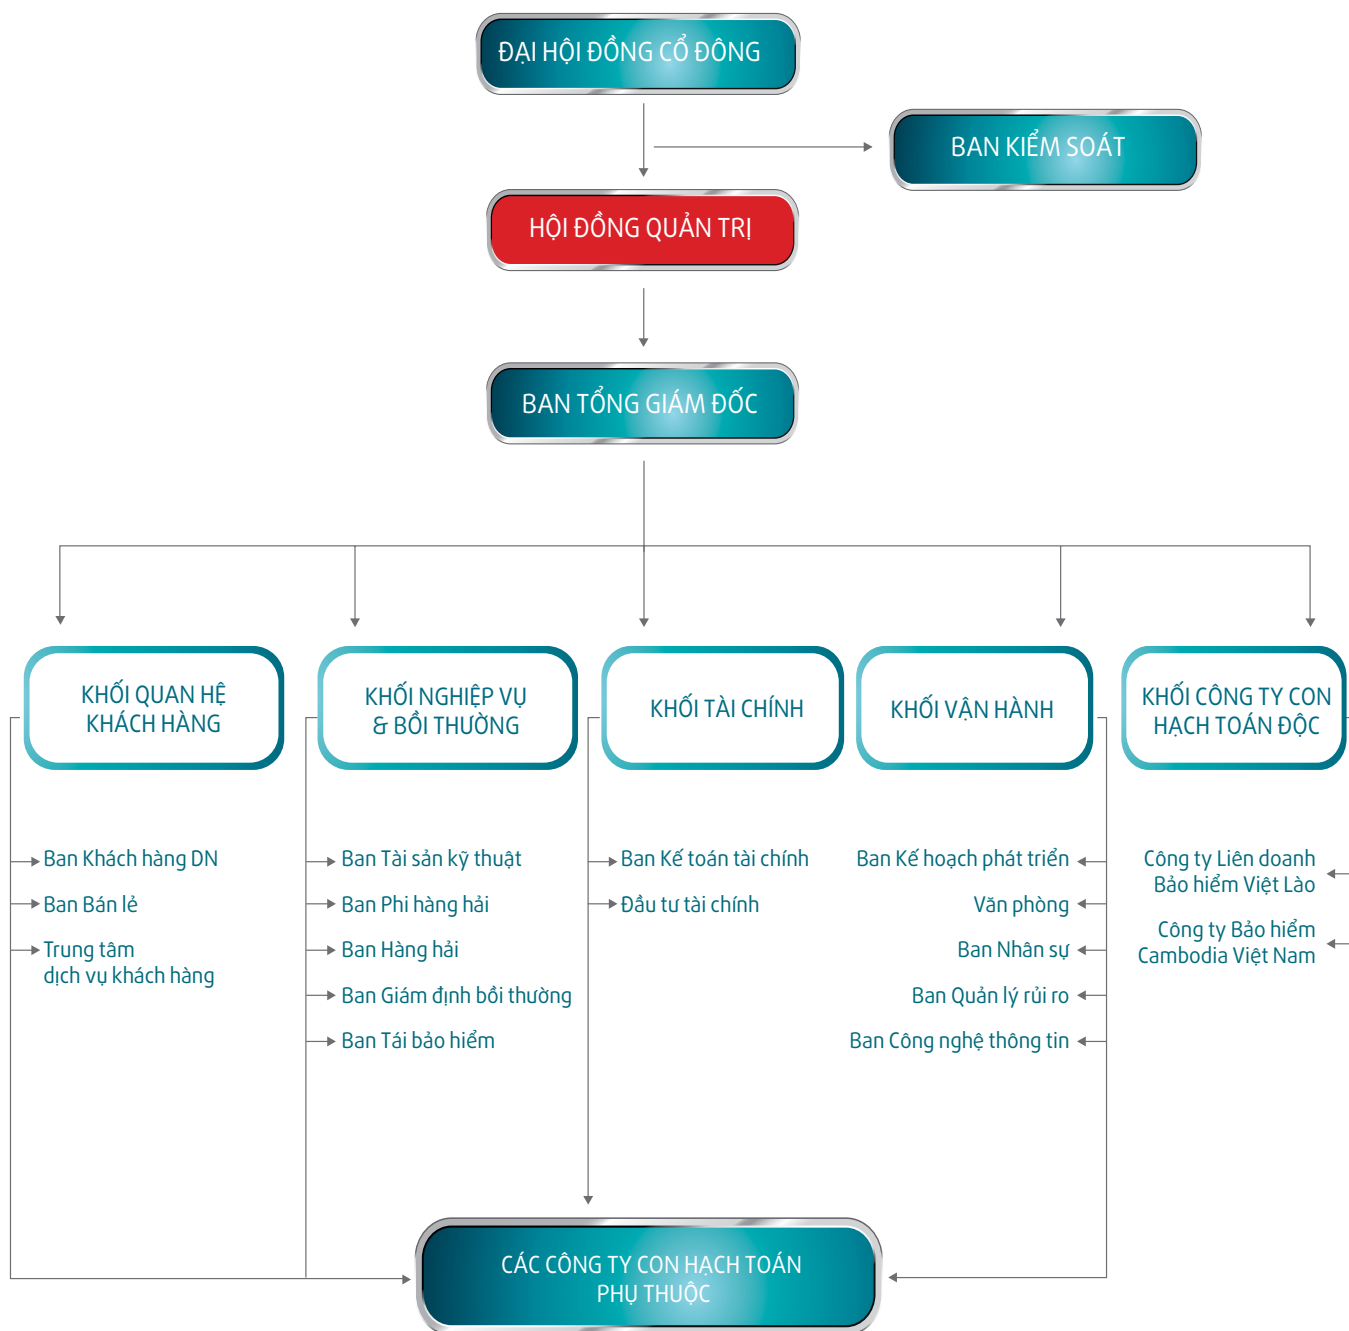 ĐẠI HỘI ĐỒNG CỔ ĐÔNG
BAN KIỂM SOÁT
HỘI ĐỒNG QUẢN TRỊ
BAN TỔNG GIÁM ĐỐC
KHỐI QUAN HỆ
KHÁCH HÀNG
KHỐI NGHIỆP VỤ
& BỒI THƯỜNG
KHỐI TÀI CHÍNH
KHỐI VẬN HÀNH
KHỐI CÔNG TY CON
HẠCH TOÁN ĐỘC
Ban Khách hàng DN
Ban Bán lẻ
Trung tâm
dịch vụ khách hàng
Ban Tài sản kỹ thuật
Ban Phi hàng hải
Ban Hàng hải
Ban Giám định bồi thường
Ban Tái bảo hiểm
Ban Kế toán tài chính
Đầu tư tài chính
Ban Kế hoạch phát triển
Văn phòng
Ban Nhân sự
Ban Quản lý rủi ro
Ban Công nghệ thông tin
Công ty Liên doanh
Bảo hiểm Việt Lào
Công ty Bảo hiểm
Cambodia Việt Nam
CÁC CÔNG TY CON HẠCH TOÁN
PHỤ THUỘC